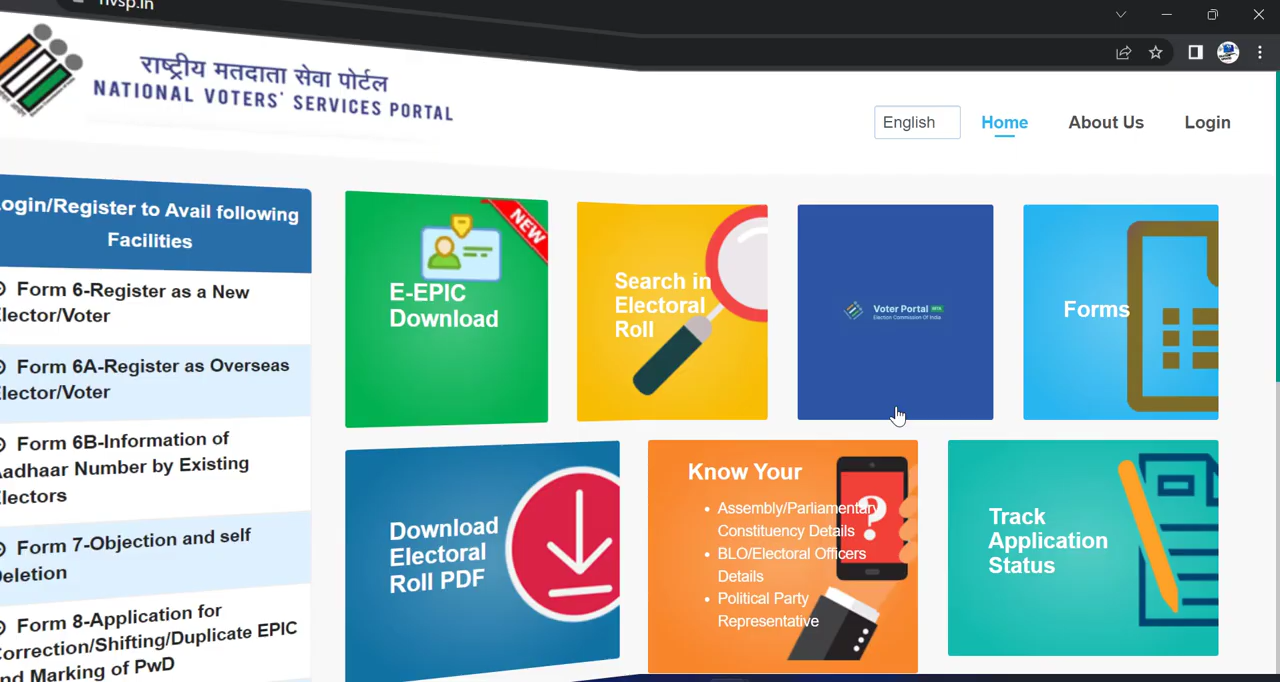 nvsp.in
राष्ट्रीय मतदाता सेवा पोर्टल
NATIONAL VOTERS' SERVICES PORTAL
English
Home
About Us
Login
ogin/Register to Avail following
Facilities
Form 6-Register as a New
lector/Voter
Form 6A-Register as Overseas
lector/Voter
Form 6B-Information of
adhaar Number by Existing
lectors
Form 7-Objection and self
eletion
Form 8-Application for
orrection/Shifting/Duplicate EPIC
nd Marking of PwD
NEW
E-EPIC
Download
Search in
Electoral
Roll
Voter Portal BETA
Election Commission Of India
Forms
Download
Electoral
Roll PDF
Know Your
• Assembly/Parliamentary
Constituency Details
• BLO/Electoral Officers
Details
• Political Party
Representative
?
Track
Application
Status